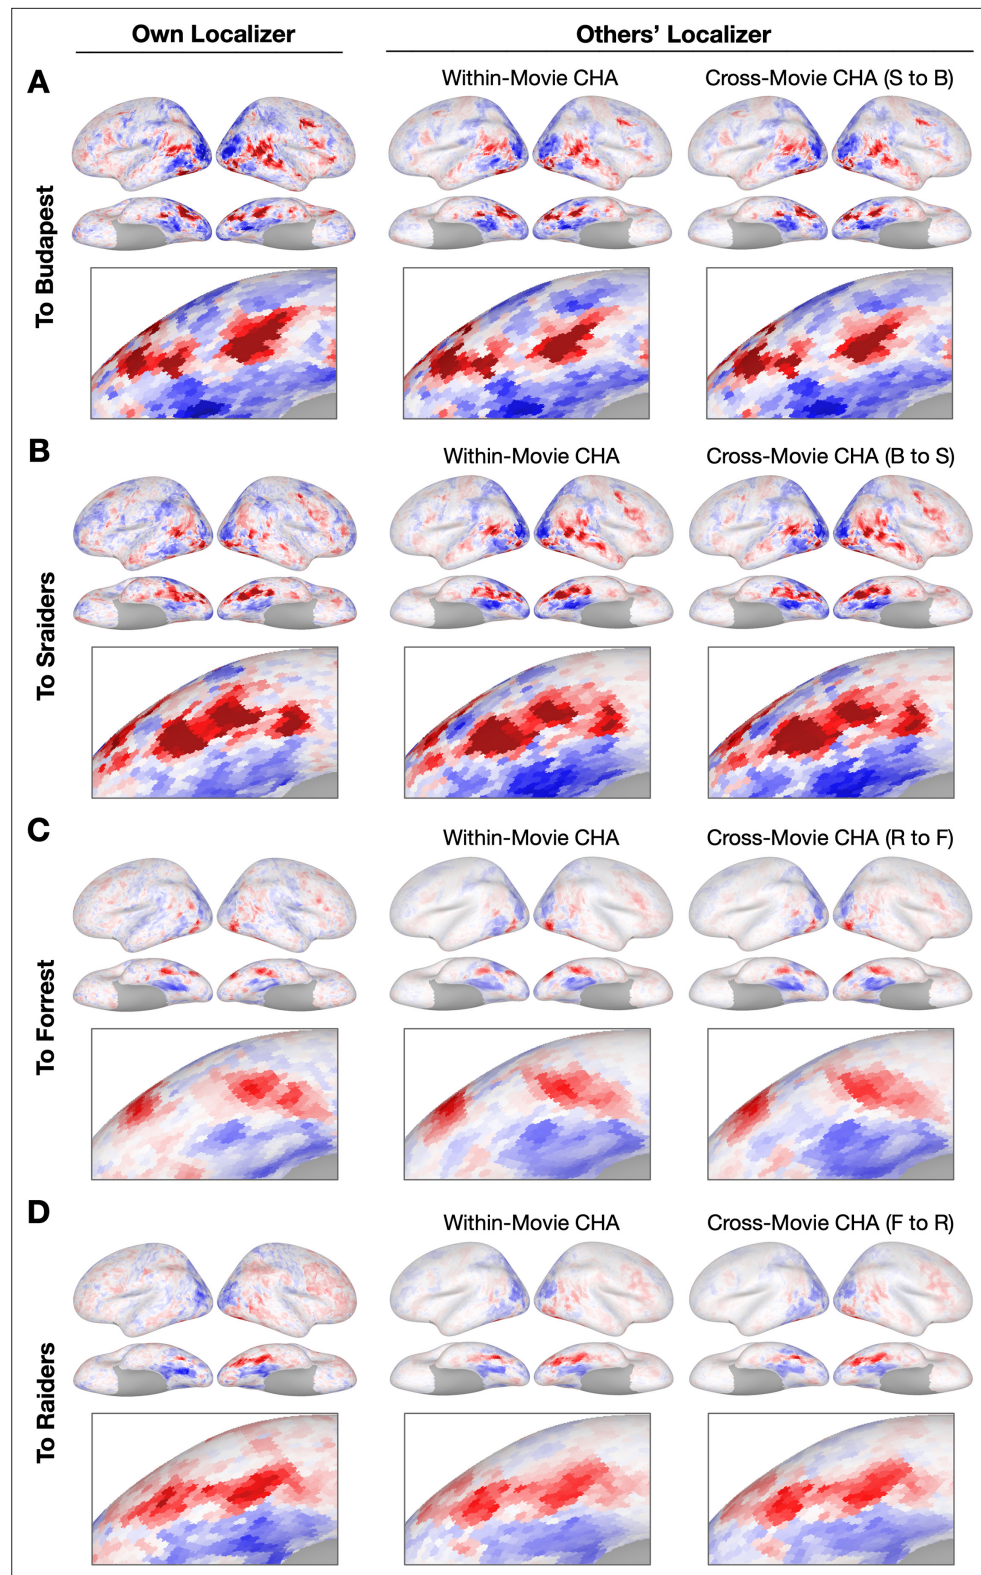 Own Localizer
Others’ Localizer
A
Within-Movie CHA
Cross-Movie CHA (S to B)
To Budapest
B
Within-Movie CHA
Cross-Movie CHA (B to S)
To Sraiders
C
Within-Movie CHA
Cross-Movie CHA (R to F)
To Forrest
D
Within-Movie CHA
Cross-Movie CHA (F to R)
To Raiders